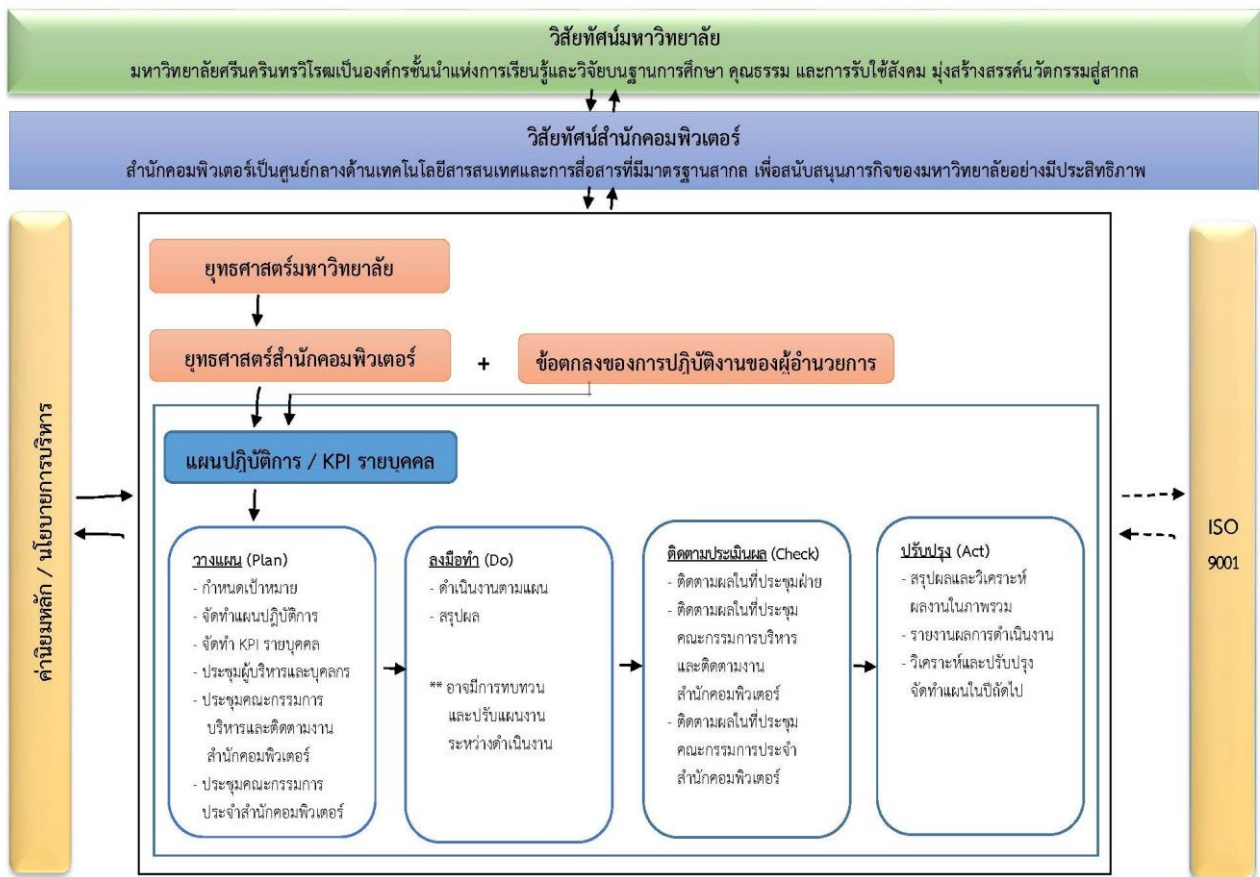 วิสัยทัศน์มหาวิทยาลัย
มหาวิทยาลัยศรีนครินทรวิโรฒเป็นองค์กรชั้นนำแห่งการเรียนรู้และวิจัยบนฐานการศึกษา คุณธรรม และการรับใช้สังคม มุ่งสร้างสรรค์นวัตกรรมสู่สากล
วิสัยทัศน์สำนักคอมพิวเตอร์
สำนักคอมพิวเตอร์เป็นศูนย์กลางด้านเทคโนโลยีสารสนเทศและการสื่อสารที่มีมาตรฐานสากล เพื่อสนับสนุนภารกิจของมหาวิทยาลัยอย่างมีประสิทธิภาพ
ค่านิยมหลัก / นโยบายการบริหาร
ยุทธศาสตร์มหาวิทยาลัย
ยุทธศาสตร์สำนักคอมพิวเตอร์
+
ข้อตกลงของการปฏิบัติงานของผู้อำนวยการ
แผนปฏิบัติการ / KPI รายบุคคล
วางแผน (Plan)
- กำหนดเป้าหมาย
- จัดทำแผนปฏิบัติการ
- จัดทำ KPI รายบุคคล
- ประชุมผู้บริหารและบุคลกร
- ประชุมคณะกรรมการ
บริหารและติดตามงาน
สำนักคอมพิวเตอร์
- ประชุมคณะกรรมการ
ประจำสำนักคอมพิวเตอร์
ลงมือทำ (Do)
- ดำเนินงานตามแผน
- สรุปผล
** อาจมีการทบทวน
และปรับแผนงาน
ระหว่างดำเนินงาน
ติดตามประเมินผล (Check)
- ติดตามผลในที่ประชุมฝ่าย
- ติดตามผลในที่ประชุม
คณะกรรมการบริหาร
และติดตามงาน
สำนักคอมพิวเตอร์
- ติดตามผลในที่ประชุม
คณะกรรมการประจำ
สำนักคอมพิวเตอร์
ปรับปรุง (Act)
- สรุปผลและวิเคราะห์
ผลงานในภาพรวม
- รายงานผลการดำเนินงาน
- วิเคราะห์และปรับปรุง
จัดทำแผนในปีถัดไป
ISO
9001